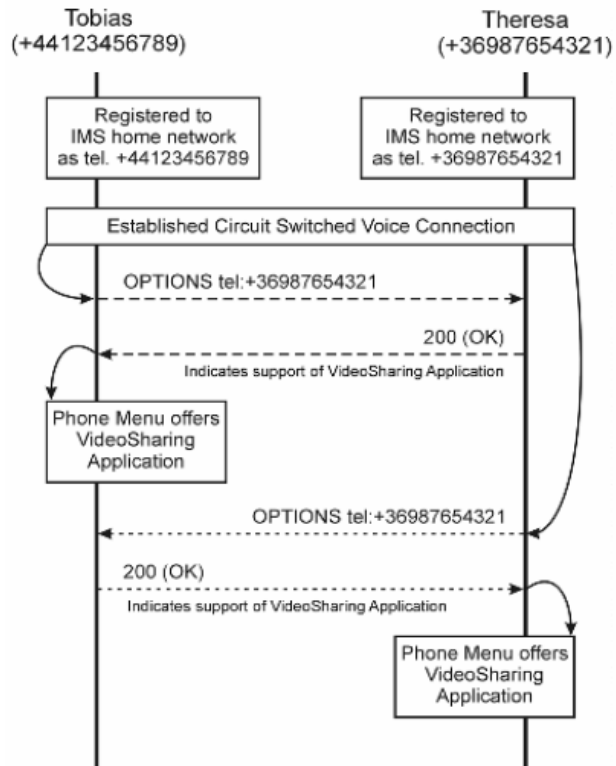 Tobias
(+44123456789)
Theresa
(+36987654321)
Registered to
IMS home network
as tel. +44123456789
Registered to
IMS home network
as tel. +36987654321
Established Circuit Switched Voice Connection
OPTIONS tel:+36987654321
200 (OK)
Indicates support of VideoSharing Application
Phone Menu offers
VideoSharing
Application
OPTIONS tel:+36987654321
200 (OK)
Indicates support of VideoSharing Application
Phone Menu offers
VideoSharing
Application